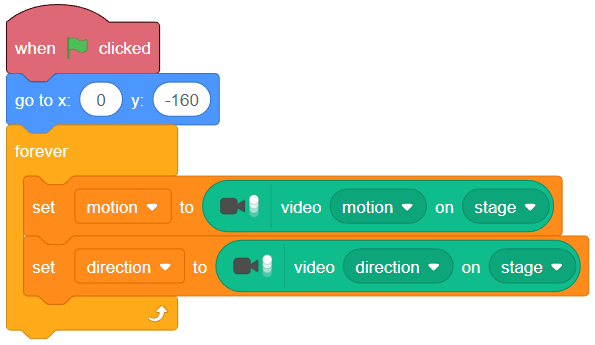 when clicked
go to x: 0 y: -160
forever
set motion to video motion on stage
set direction to video direction on stage